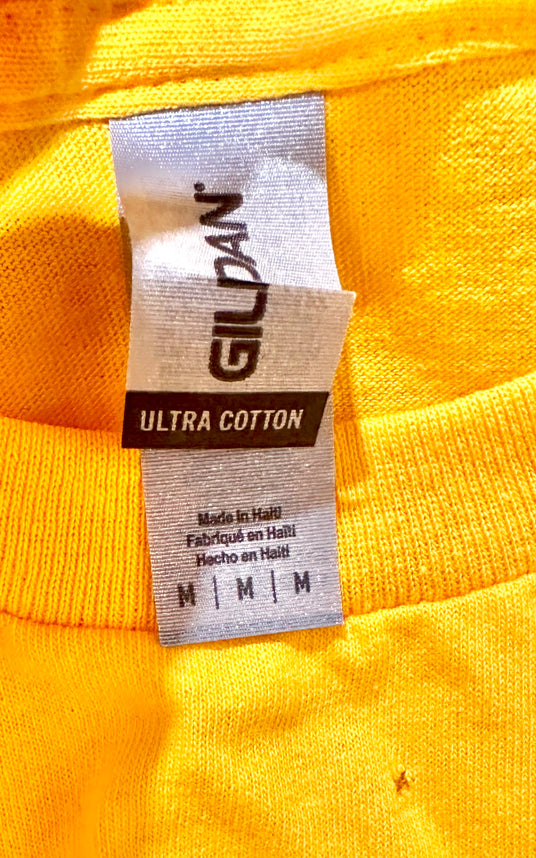 GILDAN®
ULTRA COTTON
Made in Haiti
Fabriqué en Haïti
Hecho en Haití
M | M | M